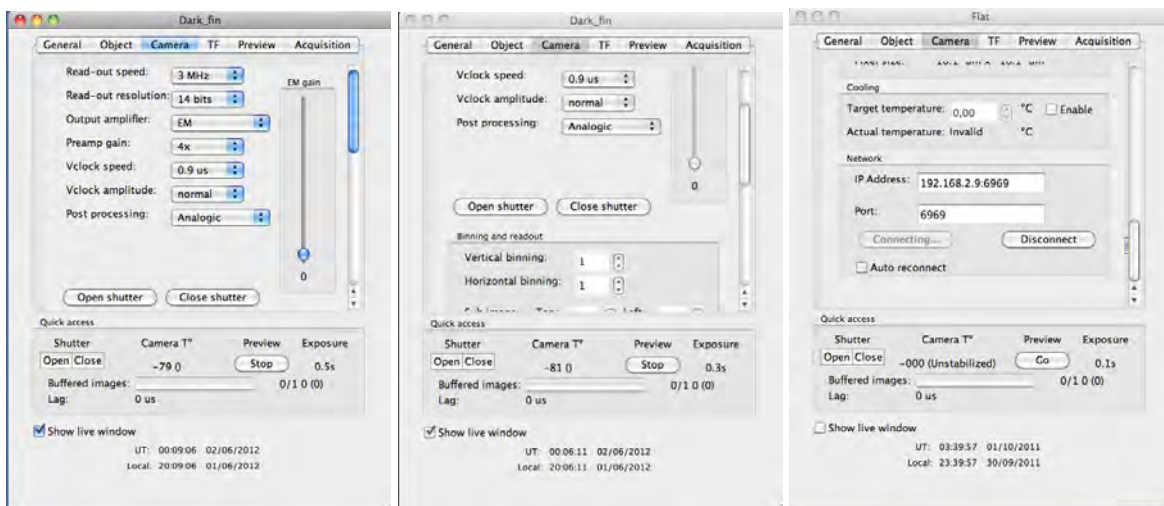 Dark_fin
General Object Camera TF Preview Acquisition
Read-out speed: 3 MHz
EM gain
Read-out resolution: 14 bits
Output amplifier: EM
Preamp gain: 4x
Vclock speed: 0.9 us
Vclock amplitude: normal
Post processing: Analogic
0
Open shutter Close shutter
Quick access
Shutter Camera T° Preview Exposure
Open Close -79 () Stop 0.5s
Buffered images: 0/1 0 (0)
Lag: 0 us
Show live window
UT: 00:09:06 02/06/2012
Local: 20:09:06 01/06/2012
Dark_fin
General Object Camera TF Preview Acquisition
Vclock speed: 0.9 us
Vclock amplitude: normal
Post processing: Analogic
0
Open shutter Close shutter
Binning and readout
Vertical binning: 1
Horizontal binning: 1
Quick access
Shutter Camera T° Preview Exposure
Open Close -81 () Stop 0.3s
Buffered images: 0/1 0 (0)
Lag: 0 us
Show live window
UT: 00:06:11 02/06/2012
Local: 20:06:11 01/06/2012
Flat
General Object Camera TF Preview Acquisition
Cooling
Target temperature: 0,00 °C Enable
Actual temperature: Invalid °C
Network
IP Address: 192.168.2.9:6969
Port: 6969
Connecting... Disconnect
Auto reconnect
Quick access
Shutter Camera T° Preview Exposure
Open Close -000 (Unstabilized) Go 0.1s
Buffered images: 0/1 0 (0)
Lag: 0 us
Show live window
UT: 03:39:57 01/10/2011
Local: 23:39:57 30/09/2011